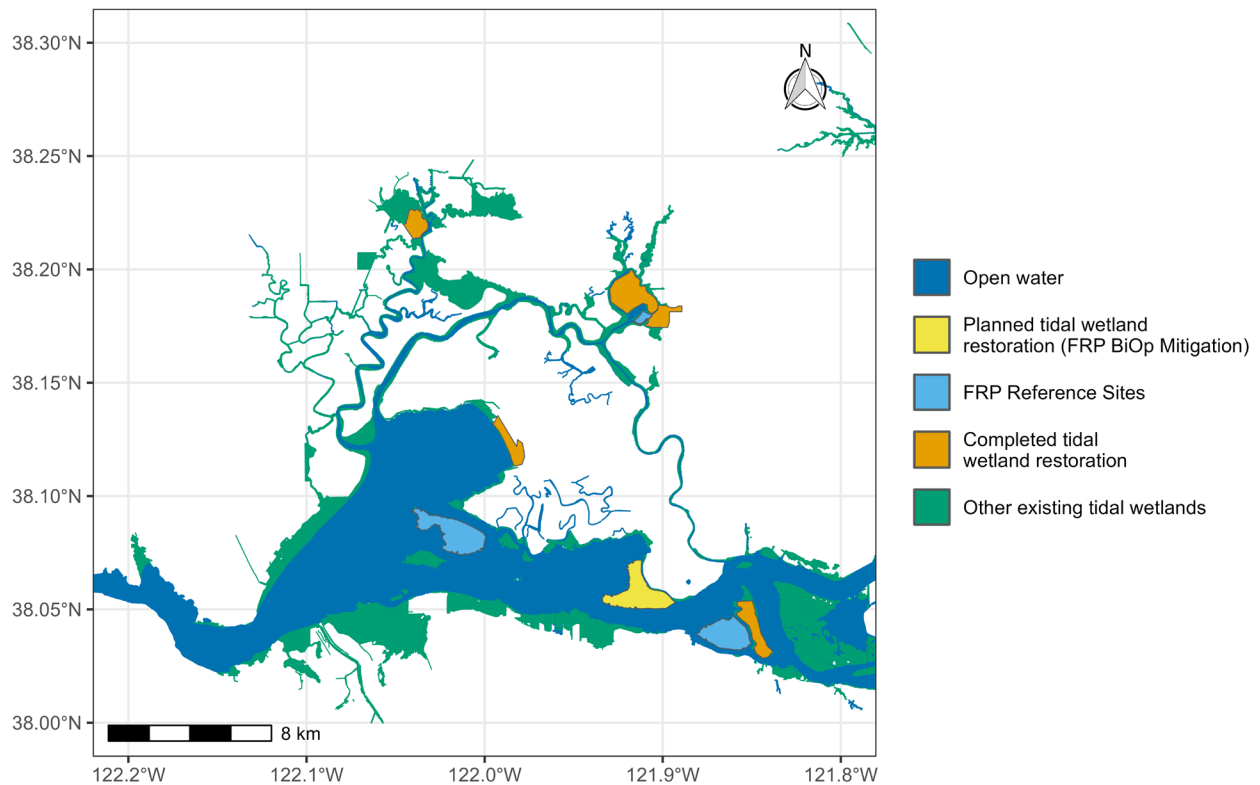 38.30°N
38.25°N
38.20°N
38.15°N
38.10°N
38.05°N
38.00°N
N
8 km
122.2°W
122.1°W
122.0°W
121.9°W
121.8°W
Open water
Planned tidal wetland
restoration (FRP BiOp Mitigation)
FRP Reference Sites
Completed tidal
wetland restoration
Other existing tidal wetlands